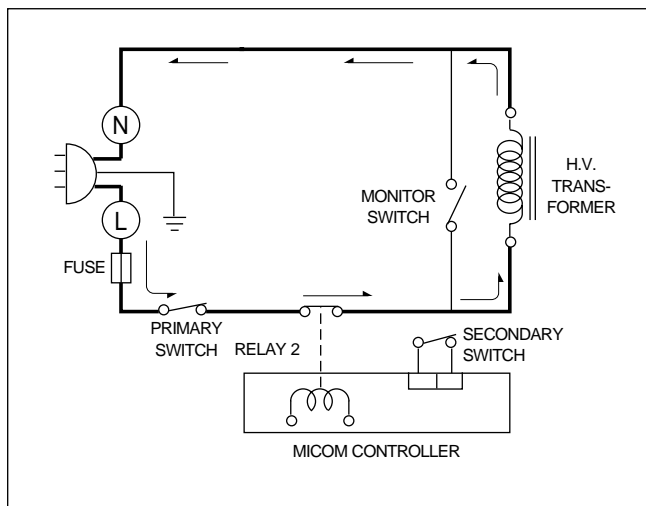 N
H.V.
TRANS-
FORMER
MONITOR
SWITCH
L
FUSE
PRIMARY
SWITCH
RELAY 2
SECONDARY
SWITCH
MICOM CONTROLLER